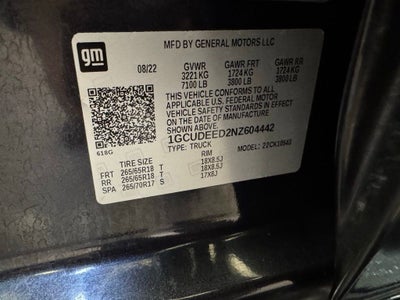 gm
MFD BY GENERAL MOTORS LLC
08/22 GVWR GAWR FRT GAWR RR
3221 KG 1724 KG 1724 KG
7100 LB 3800 LB 3800 LB
THIS VEHICLE CONFORMS TO ALL
APPLICABLE U.S. FEDERAL MOTOR
VEHICLE SAFETY STANDARDS IN EFFECT
ON THE DATE OF MANUFACTURE SHOWN ABOVE.
1GCUDEED2NZ604442
TYPE: TRUCK MODEL: 22CK10543
618G
TIRE SIZE RIM
FRT 265/65R18 T 18X8.5J
RR 265/65R18 T 18X8.5J
SP 265/70R17 S 17X8J